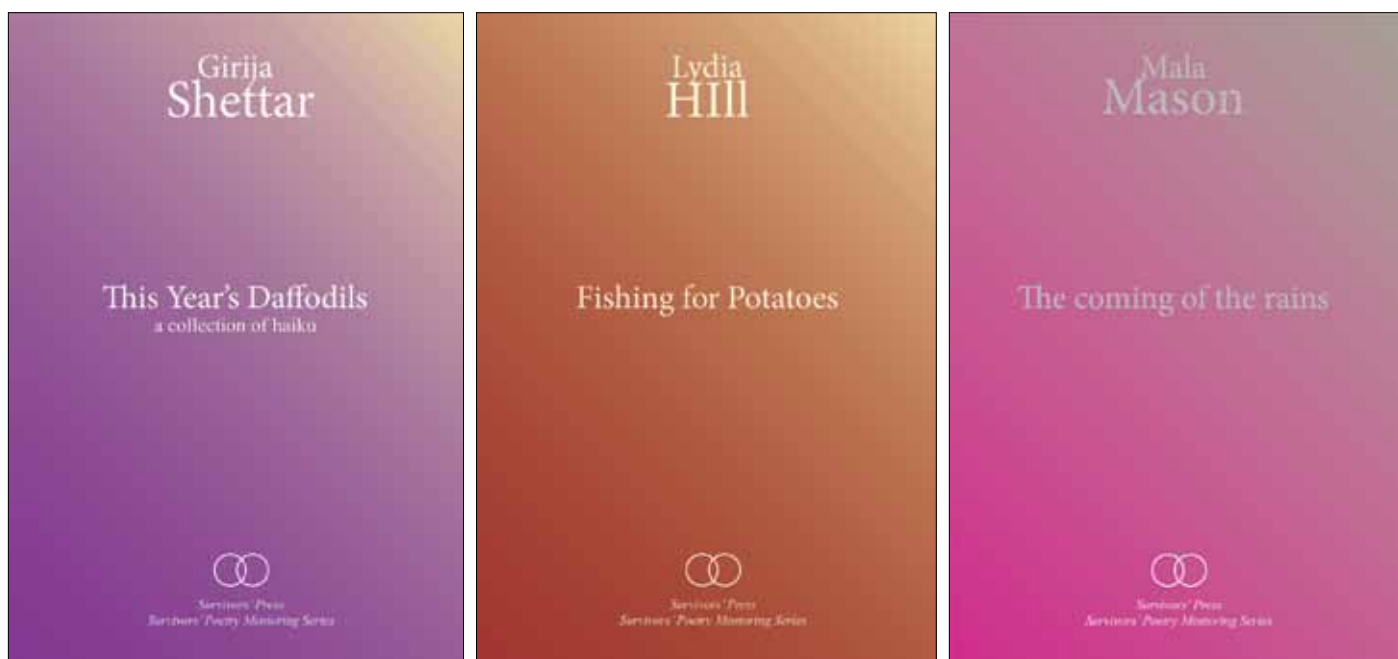 Girija
Shettar
This Year's Daffodils
a collection of haiku
Survivors' Press
Survivors' Poetry Mentoring Series
Lydia
HIll
Fishing for Potatoes
Survivors' Press
Survivors' Poetry Mentoring Series
Mala
Mason
The coming of the rains
Survivors' Press
Survivors' Poetry Mentoring Series